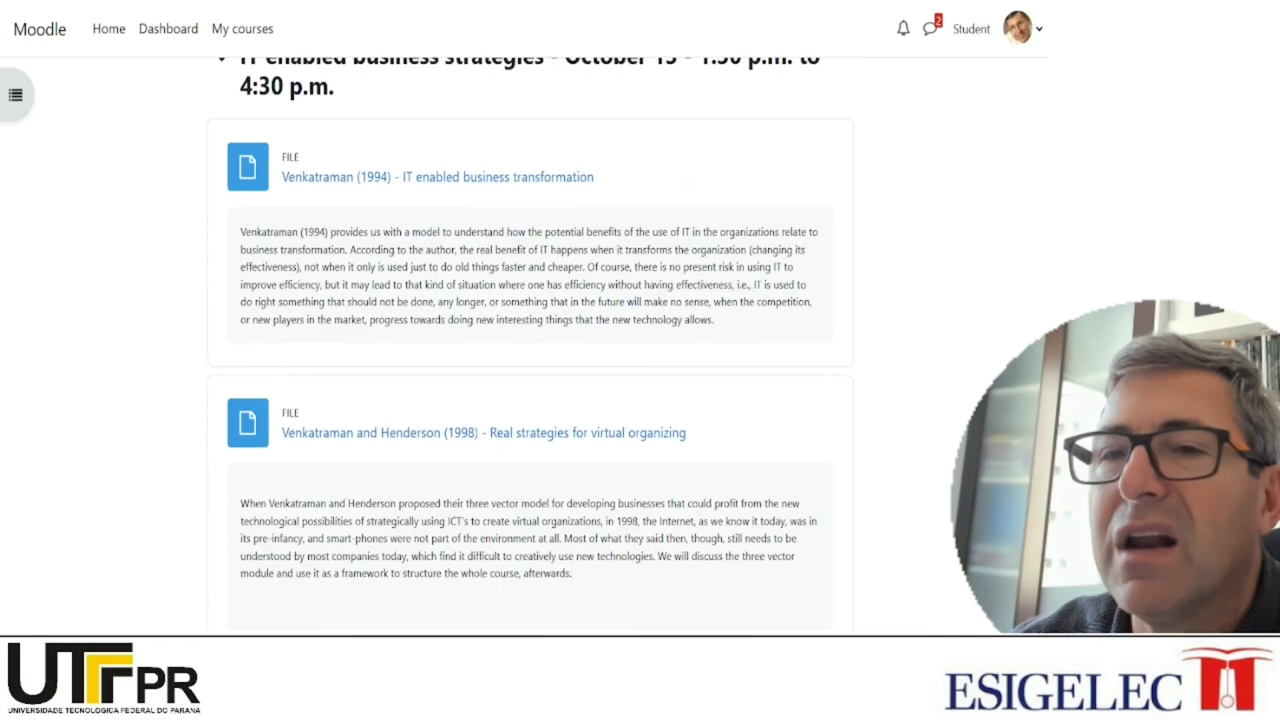 Moodle
Home Dashboard My courses
2
Student
IT enabled business strategies - October 15 - 1:30 p.m. to
4:30 p.m.
FILE
Venkatraman (1994) - IT enabled business transformation
Venkatraman (1994) provides us with a model to understand how the potential benefits of the use of IT in the organizations relate to
business transformation. According to the author, the real benefit of IT happens when it transforms the organization (changing its
effectiveness), not when it only is used just to do old things faster and cheaper. Of course, there is no present risk in using IT to
improve efficiency, but it may lead to that kind of situation where one has efficiency without having effectiveness, i.e., IT is used to
do right something that should not be done, any longer, or something that in the future will make no sense, when the competition,
or new players in the market, progress towards doing new interesting things that the new technology allows.
FILE
Venkatraman and Henderson (1998) - Real strategies for virtual organizing
When Venkatraman and Henderson proposed their three vector model for developing businesses that could profit from the new
technological possibilities of strategically using ICT's to create virtual organizations, in 1998, the Internet, as we know it today, was in
its pre-infancy, and smart-phones were not part of the environment at all. Most of what they said then, though, still needs to be
understood by most companies today, which find it difficult to creatively use new technologies. We will discuss the three vector
module and use it as a framework to structure the whole course, afterwards.
UTFPR
UNIVERSIDADE TECNOLÓGICA FEDERAL DO PARANÁ
ESIGELEC